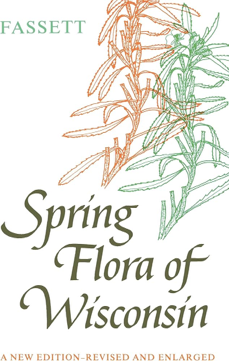 FASSETT
Spring
Flora of
Wisconsin
A NEW EDITION–REVISED AND ENLARGED